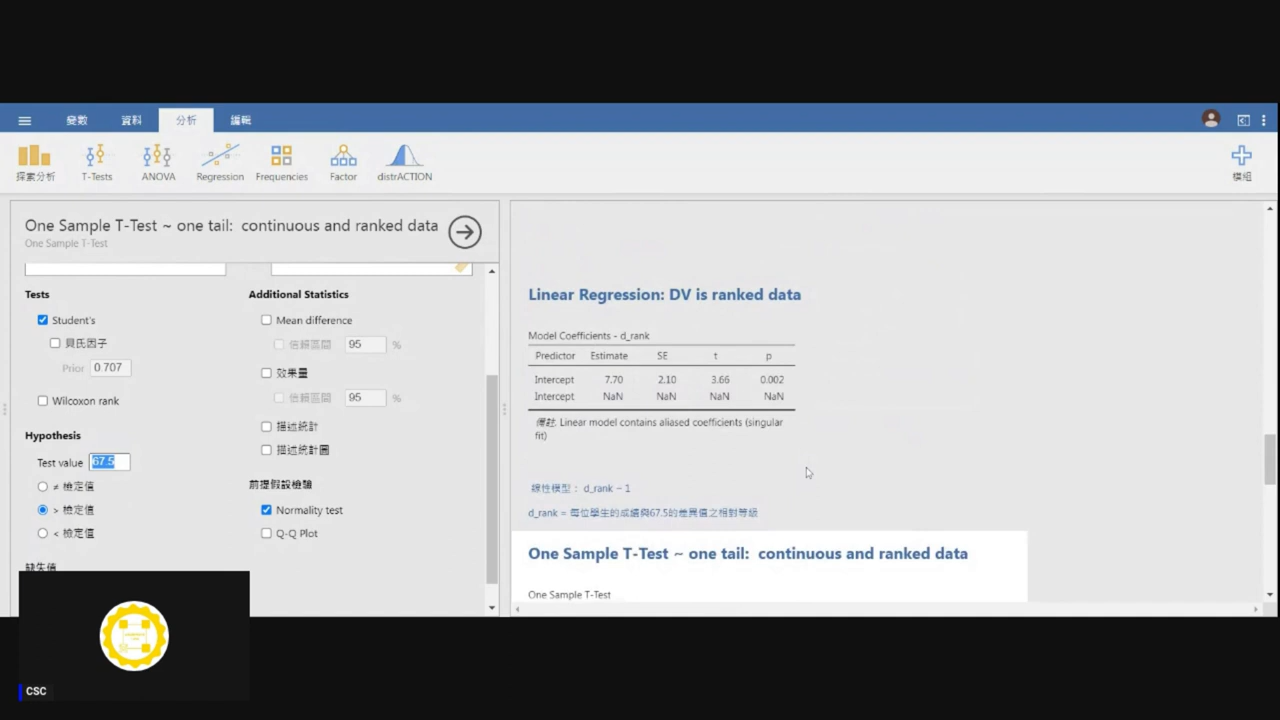 變數 資料 分析 編輯
探索分析 T-Tests ANOVA Regression Frequencies Factor distrACTION 模組
One Sample T-Test ~ one tail: continuous and ranked data
One Sample T-Test
Tests
Student's
貝氏因子
Prior 0.707
Wilcoxon rank
Hypothesis
Test value 67.5
≠ 檢定值
> 檢定值
< 檢定值
缺失值
Additional Statistics
Mean difference
信賴區間 95 %
效果量
信賴區間 95 %
描述統計
描述統計圖
前提假設檢驗
Normality test
Q-Q Plot
Linear Regression: DV is ranked data
Model Coefficients - d_rank
Predictor Estimate SE t p
Intercept 7.70 2.10 3.66 0.002
Intercept NaN NaN NaN NaN
備註. Linear model contains aliased coefficients (singular
fit)
線性模型： d_rank ~ 1
d_rank = 每位學生的成績與67.5的差異值之相對等級
One Sample T-Test ~ one tail: continuous and ranked data
One Sample T-Test
CSC